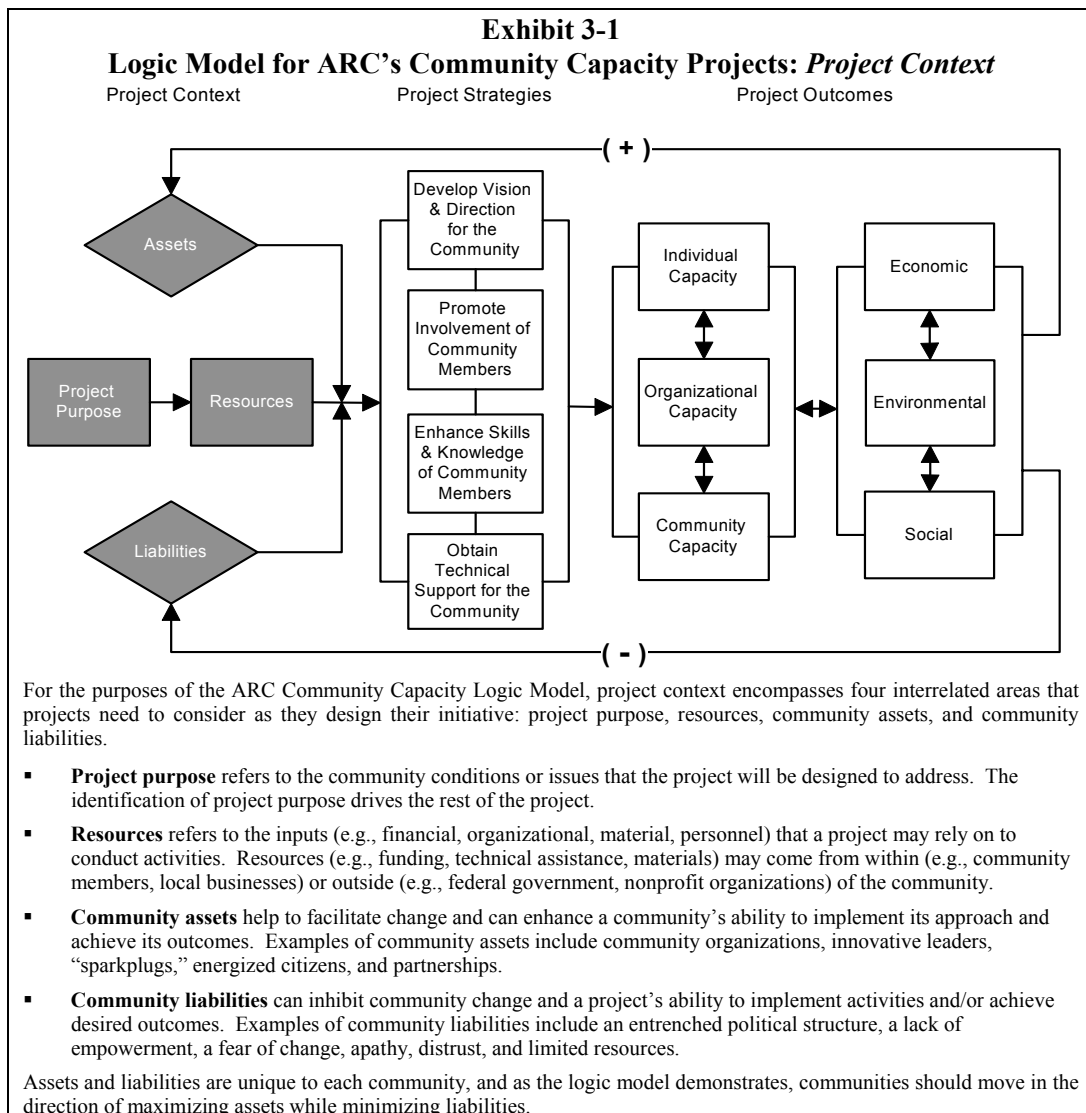 Exhibit 3-1
Logic Model for ARC's Community Capacity Projects: Project Context
Project Context
Project Strategies
Project Outcomes
( + )
Assets
Project
Purpose
Resources
Liabilities
Develop Vision
& Direction
for the
Community
Promote
Involvement of
Community
Members
Enhance Skills
& Knowledge
of Community
Members
Obtain
Technical
Support for the
Community
Individual
Capacity
Organizational
Capacity
Community
Capacity
Economic
Environmental
Social
( - )
For the purposes of the ARC Community Capacity Logic Model, project context encompasses four interrelated areas that
projects need to consider as they design their initiative: project purpose, resources, community assets, and community
liabilities.
▪ Project purpose refers to the community conditions or issues that the project will be designed to address. The
identification of project purpose drives the rest of the project.
▪ Resources refers to the inputs (e.g., financial, organizational, material, personnel) that a project may rely on to
conduct activities. Resources (e.g., funding, technical assistance, materials) may come from within (e.g., community
members, local businesses) or outside (e.g., federal government, nonprofit organizations) of the community.
▪ Community assets help to facilitate change and can enhance a community's ability to implement its approach and
achieve its outcomes. Examples of community assets include community organizations, innovative leaders,
“sparkplugs,” energized citizens, and partnerships.
▪ Community liabilities can inhibit community change and a project's ability to implement activities and/or achieve
desired outcomes. Examples of community liabilities include an entrenched political structure, a lack of
empowerment, a fear of change, apathy, distrust, and limited resources.
Assets and liabilities are unique to each community, and as the logic model demonstrates, communities should move in the
direction of maximizing assets while minimizing liabilities.